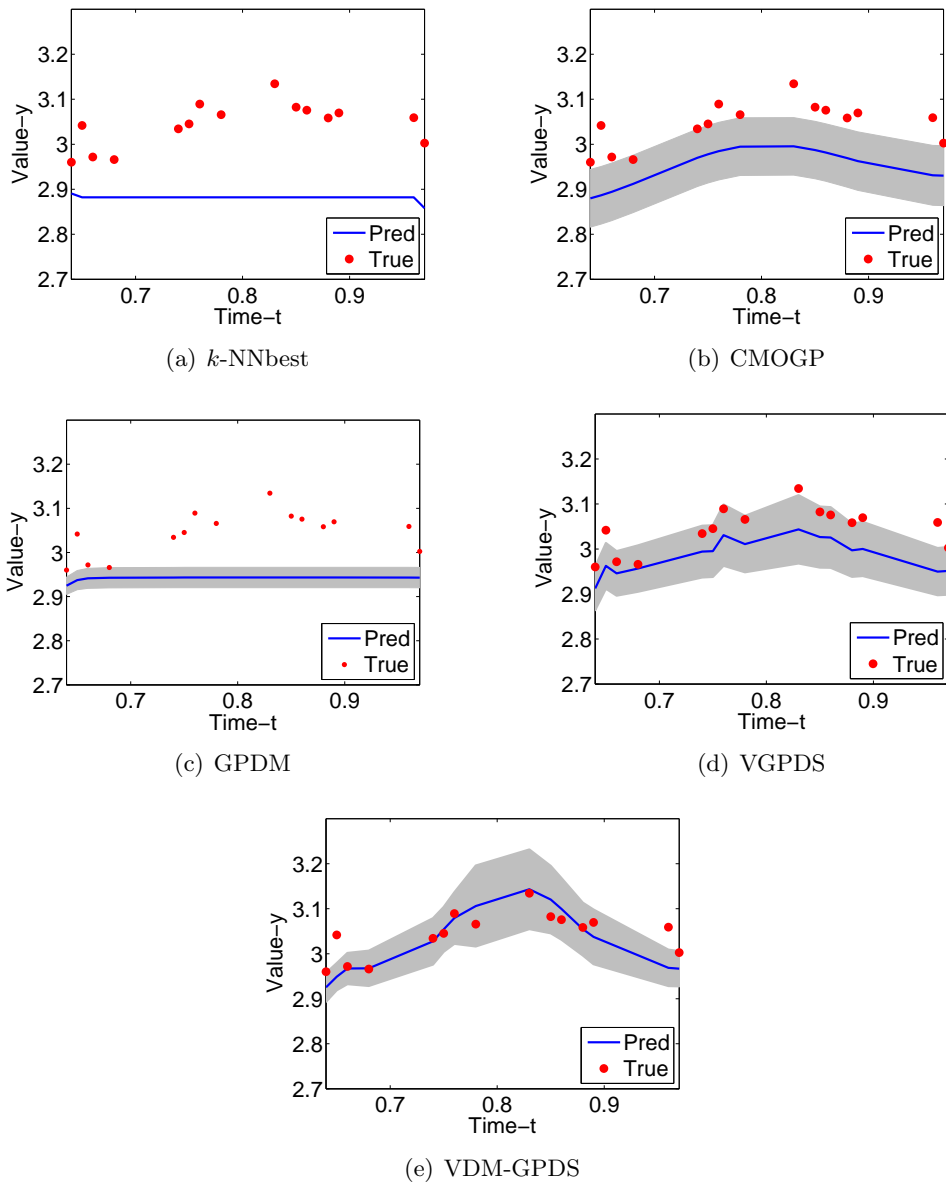 3.2
3.1
3
2.9
2.8
2.7
Value-y
0.7 0.8 0.9
Time-t
Pred
True
(a) k-NNbest
3.2
3.1
3
2.9
2.8
2.7
Value-y
0.7 0.8 0.9
Time-t
Pred
True
(b) CMOGP
3.2
3.1
3
2.9
2.8
2.7
Value-y
0.7 0.8 0.9
Time-t
Pred
True
(c) GPDM
3.2
3.1
3
2.9
2.8
2.7
Value-y
0.7 0.8 0.9
Time-t
Pred
True
(d) VGPDS
3.2
3.1
3
2.9
2.8
2.7
Value-y
0.7 0.8 0.9
Time-t
Pred
True
(e) VDM-GPDS